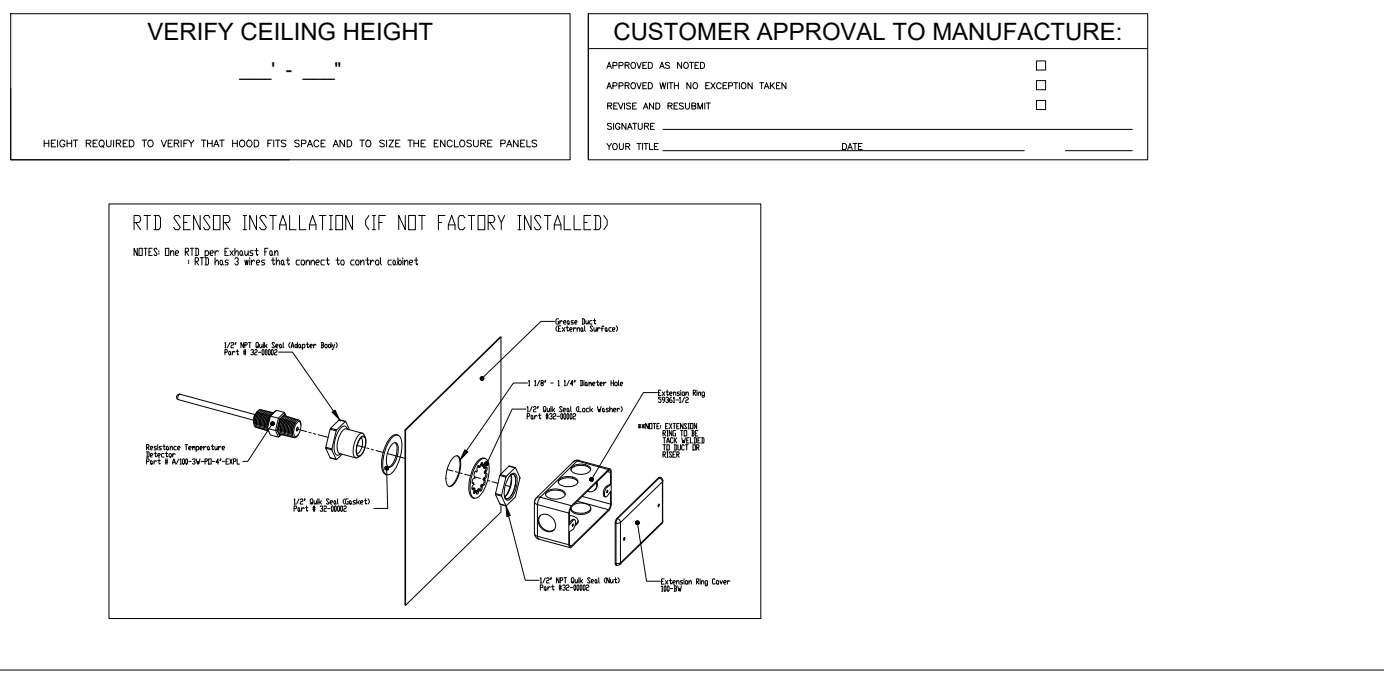 VERIFY CEILING HEIGHT
___' - ___"
HEIGHT REQUIRED TO VERIFY THAT HOOD FITS SPACE AND TO SIZE THE ENCLOSURE PANELS
CUSTOMER APPROVAL TO MANUFACTURE:
APPROVED AS NOTED
APPROVED WITH NO EXCEPTION TAKEN
REVISE AND RESUBMIT
SIGNATURE
YOUR TITLE DATE
RTD SENSOR INSTALLATION (IF NOT FACTORY INSTALLED)
NOTES: One RTD per Exhaust Fan
: RTD has 3 wires that connect to control cabinet
Grease Duct
(External Surface)
1/2" NPT Quik Seal (Adapter Body)
Part # 32-00002
1 1/8" - 1 1/4" Diameter Hole
Extension Ring
59361-1/2
1/2" Quik Seal (Lock Washer)
Part #32-00002
**NOTE: EXTENSION
RING TO BE
TACK WELDED
TO DUCT OR
RISER
Resistance Temperature
Detector
Part # A/100-3W-PD-4"-EXPL
1/2" Quik Seal (Gasket)
Part # 32-00002
1/2" NPT Quik Seal (Nut)
Part #32-00002
Extension Ring Cover
100-BW